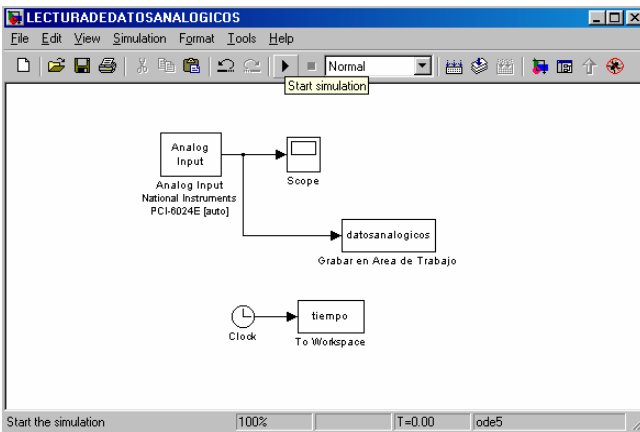 LECTURADEDATOSANALOGICOS
File Edit View Simulation Format Tools Help
Normal
Start simulation
Analog
Input
Analog Input
National Instruments
PCI-6024E [auto]
Scope
datosanalogicos
Grabar en Area de Trabajo
Clock
tiempo
To Workspace
Start the simulation 100% T=0.00 ode5